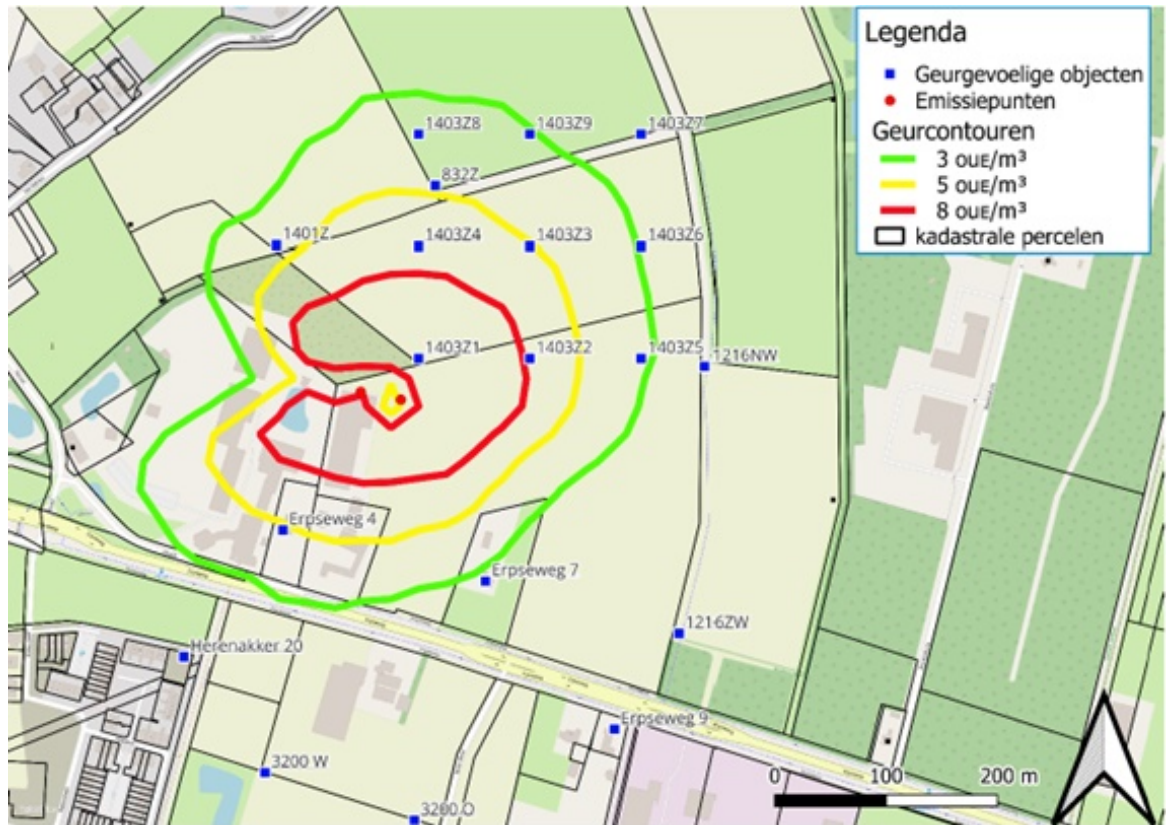 Legenda
Geurgevoelige objecten
Emissiepunten
Geurcontouren
3 OUE/m³
5 OUE/m³
8 OUE/m³
kadastrale percelen
1403Z8
1403Z9
1403Z7
832Z
1401Z
1403Z4
1403Z3
1403Z6
1403Z1
1403Z2
1403Z5
1216NW
Erpseweg 4
Erpseweg 7
1216ZW
Herenakker 20
Erpseweg 9
3200 W
3200 O
0 100 200 m